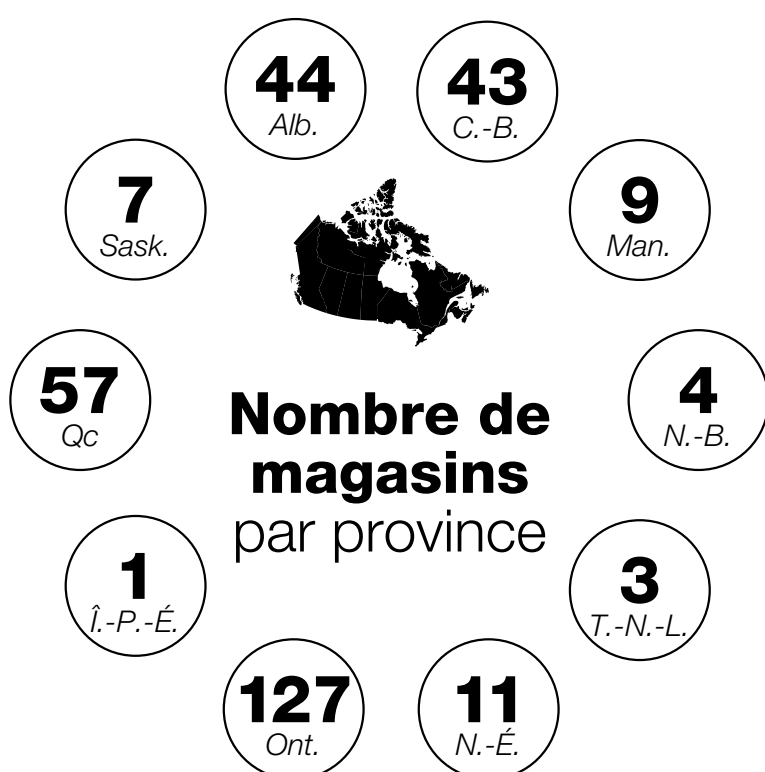 44
Alb.
43
C.-B.
7
Sask.
9
Man.
57
Qc
4
N.-B.
Nombre de
magasins
par province
1
Î.-P.-É.
3
T.-N.-L.
127
Ont.
11
N.-É.